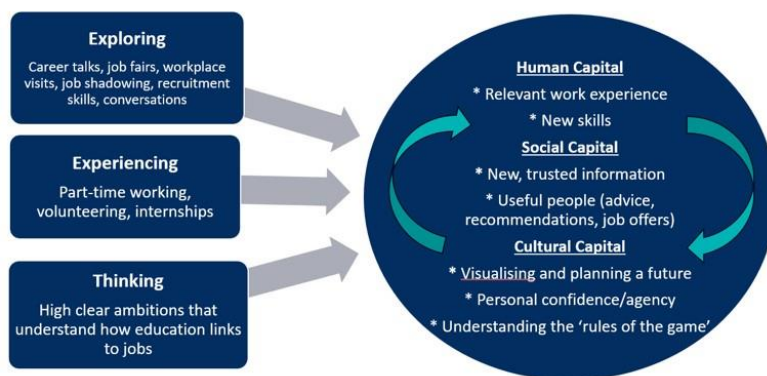 Exploring
Career talks, job fairs, workplace
visits, job shadowing, recruitment
skills, conversations
Experiencing
Part-time working,
volunteering, internships
Thinking
High clear ambitions that
understand how education links
to jobs
Human Capital
* Relevant work experience
* New skills
Social Capital
* New, trusted information
* Useful people (advice,
recommendations, job offers)
Cultural Capital
* Visualising and planning a future
* Personal confidence/agency
* Understanding the ‘rules of the game’